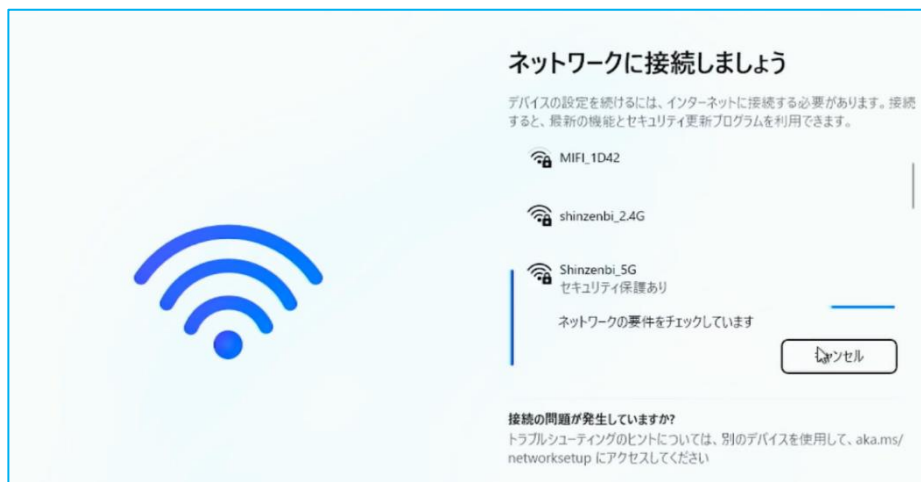 ネットワークに接続しましょう
デバイスの設定を続けるには、インターネットに接続する必要があります。接続
すると、最新の機能とセキュリティ更新プログラムを利用できます。
MIFI_1D42
shinzenbi_2.4G
Shinzenbi_5G
セキュリティ保護あり
ネットワークの要件をチェックしています
キャンセル
接続の問題が発生していますか?
トラブルシューティングのヒントについては、別のデバイスを使用して、aka.ms/
networksetup にアクセスしてください